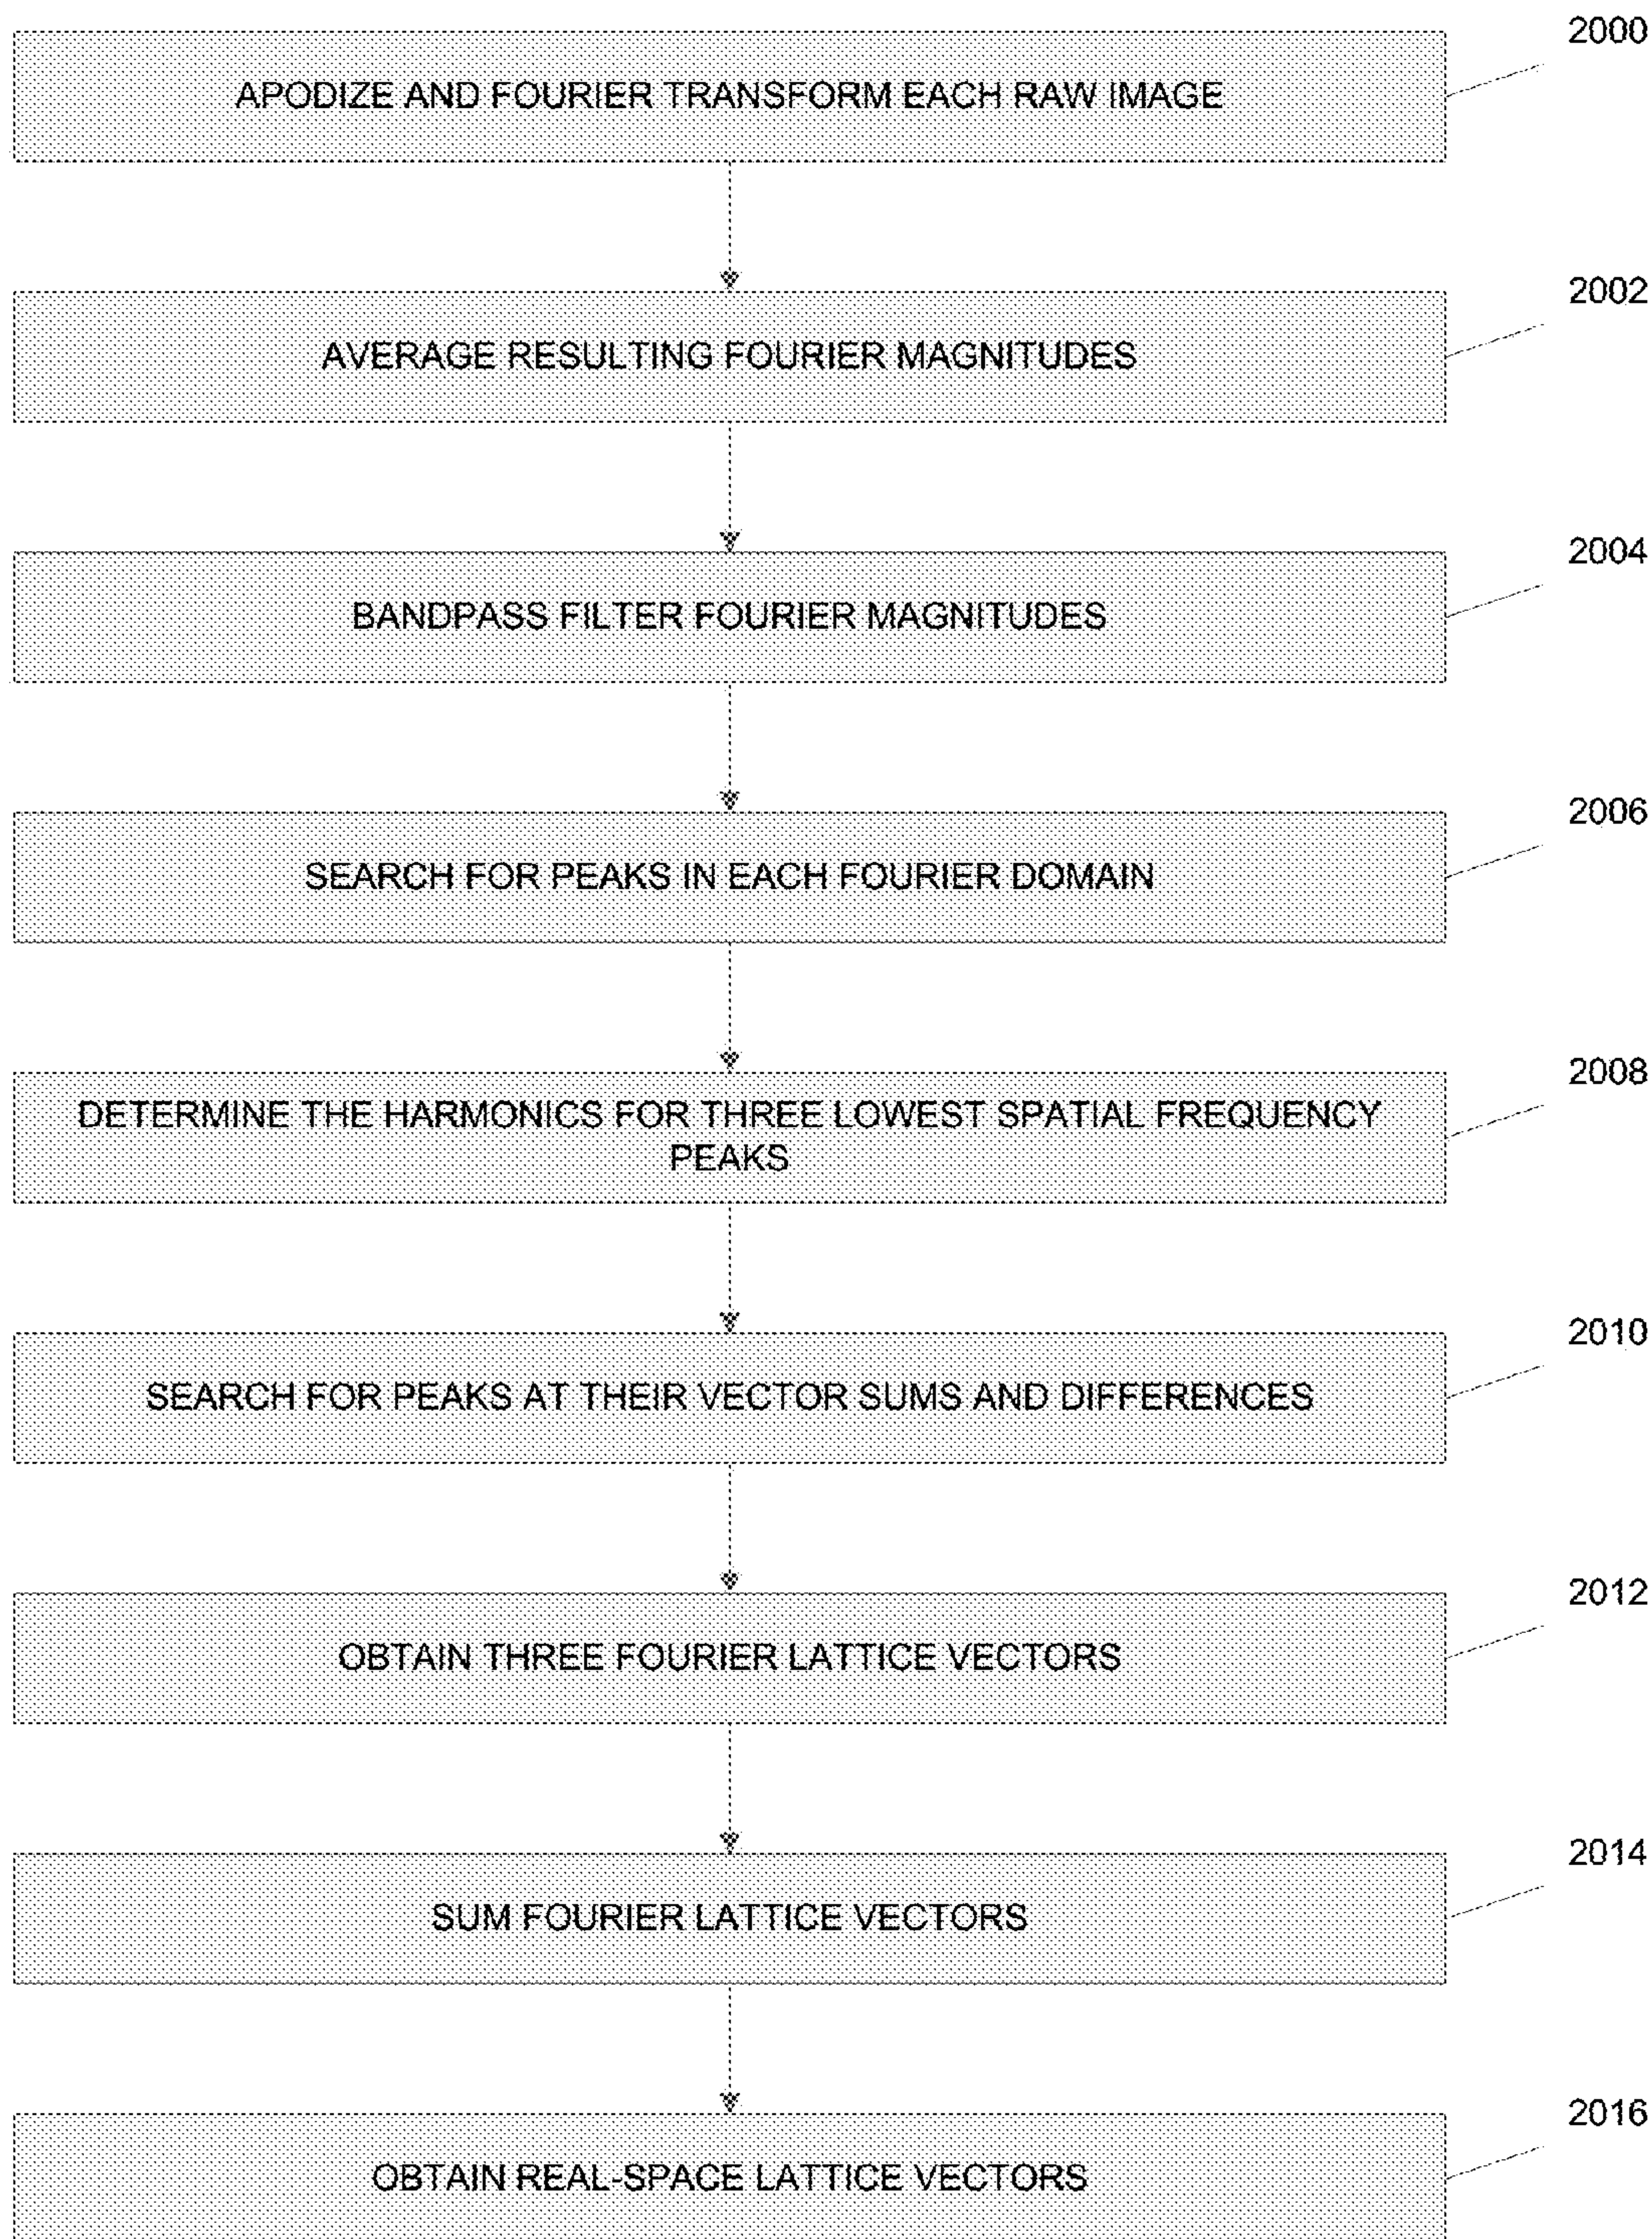 2000
APODIZE AND FOURIER TRANSFORM EACH RAW IMAGE
2002
AVERAGE RESULTING FOURIER MAGNITUDES
2004
BANDPASS FILTER FOURIER MAGNITUDES
2006
SEARCH FOR PEAKS IN EACH FOURIER DOMAIN
2008
DETERMINE THE HARMONICS FOR THREE LOWEST SPATIAL FREQUENCY
PEAKS
2010
SEARCH FOR PEAKS AT THEIR VECTOR SUMS AND DIFFERENCES
2012
OBTAIN THREE FOURIER LATTICE VECTORS
2014
SUM FOURIER LATTICE VECTORS
2016
OBTAIN REAL-SPACE LATTICE VECTORS